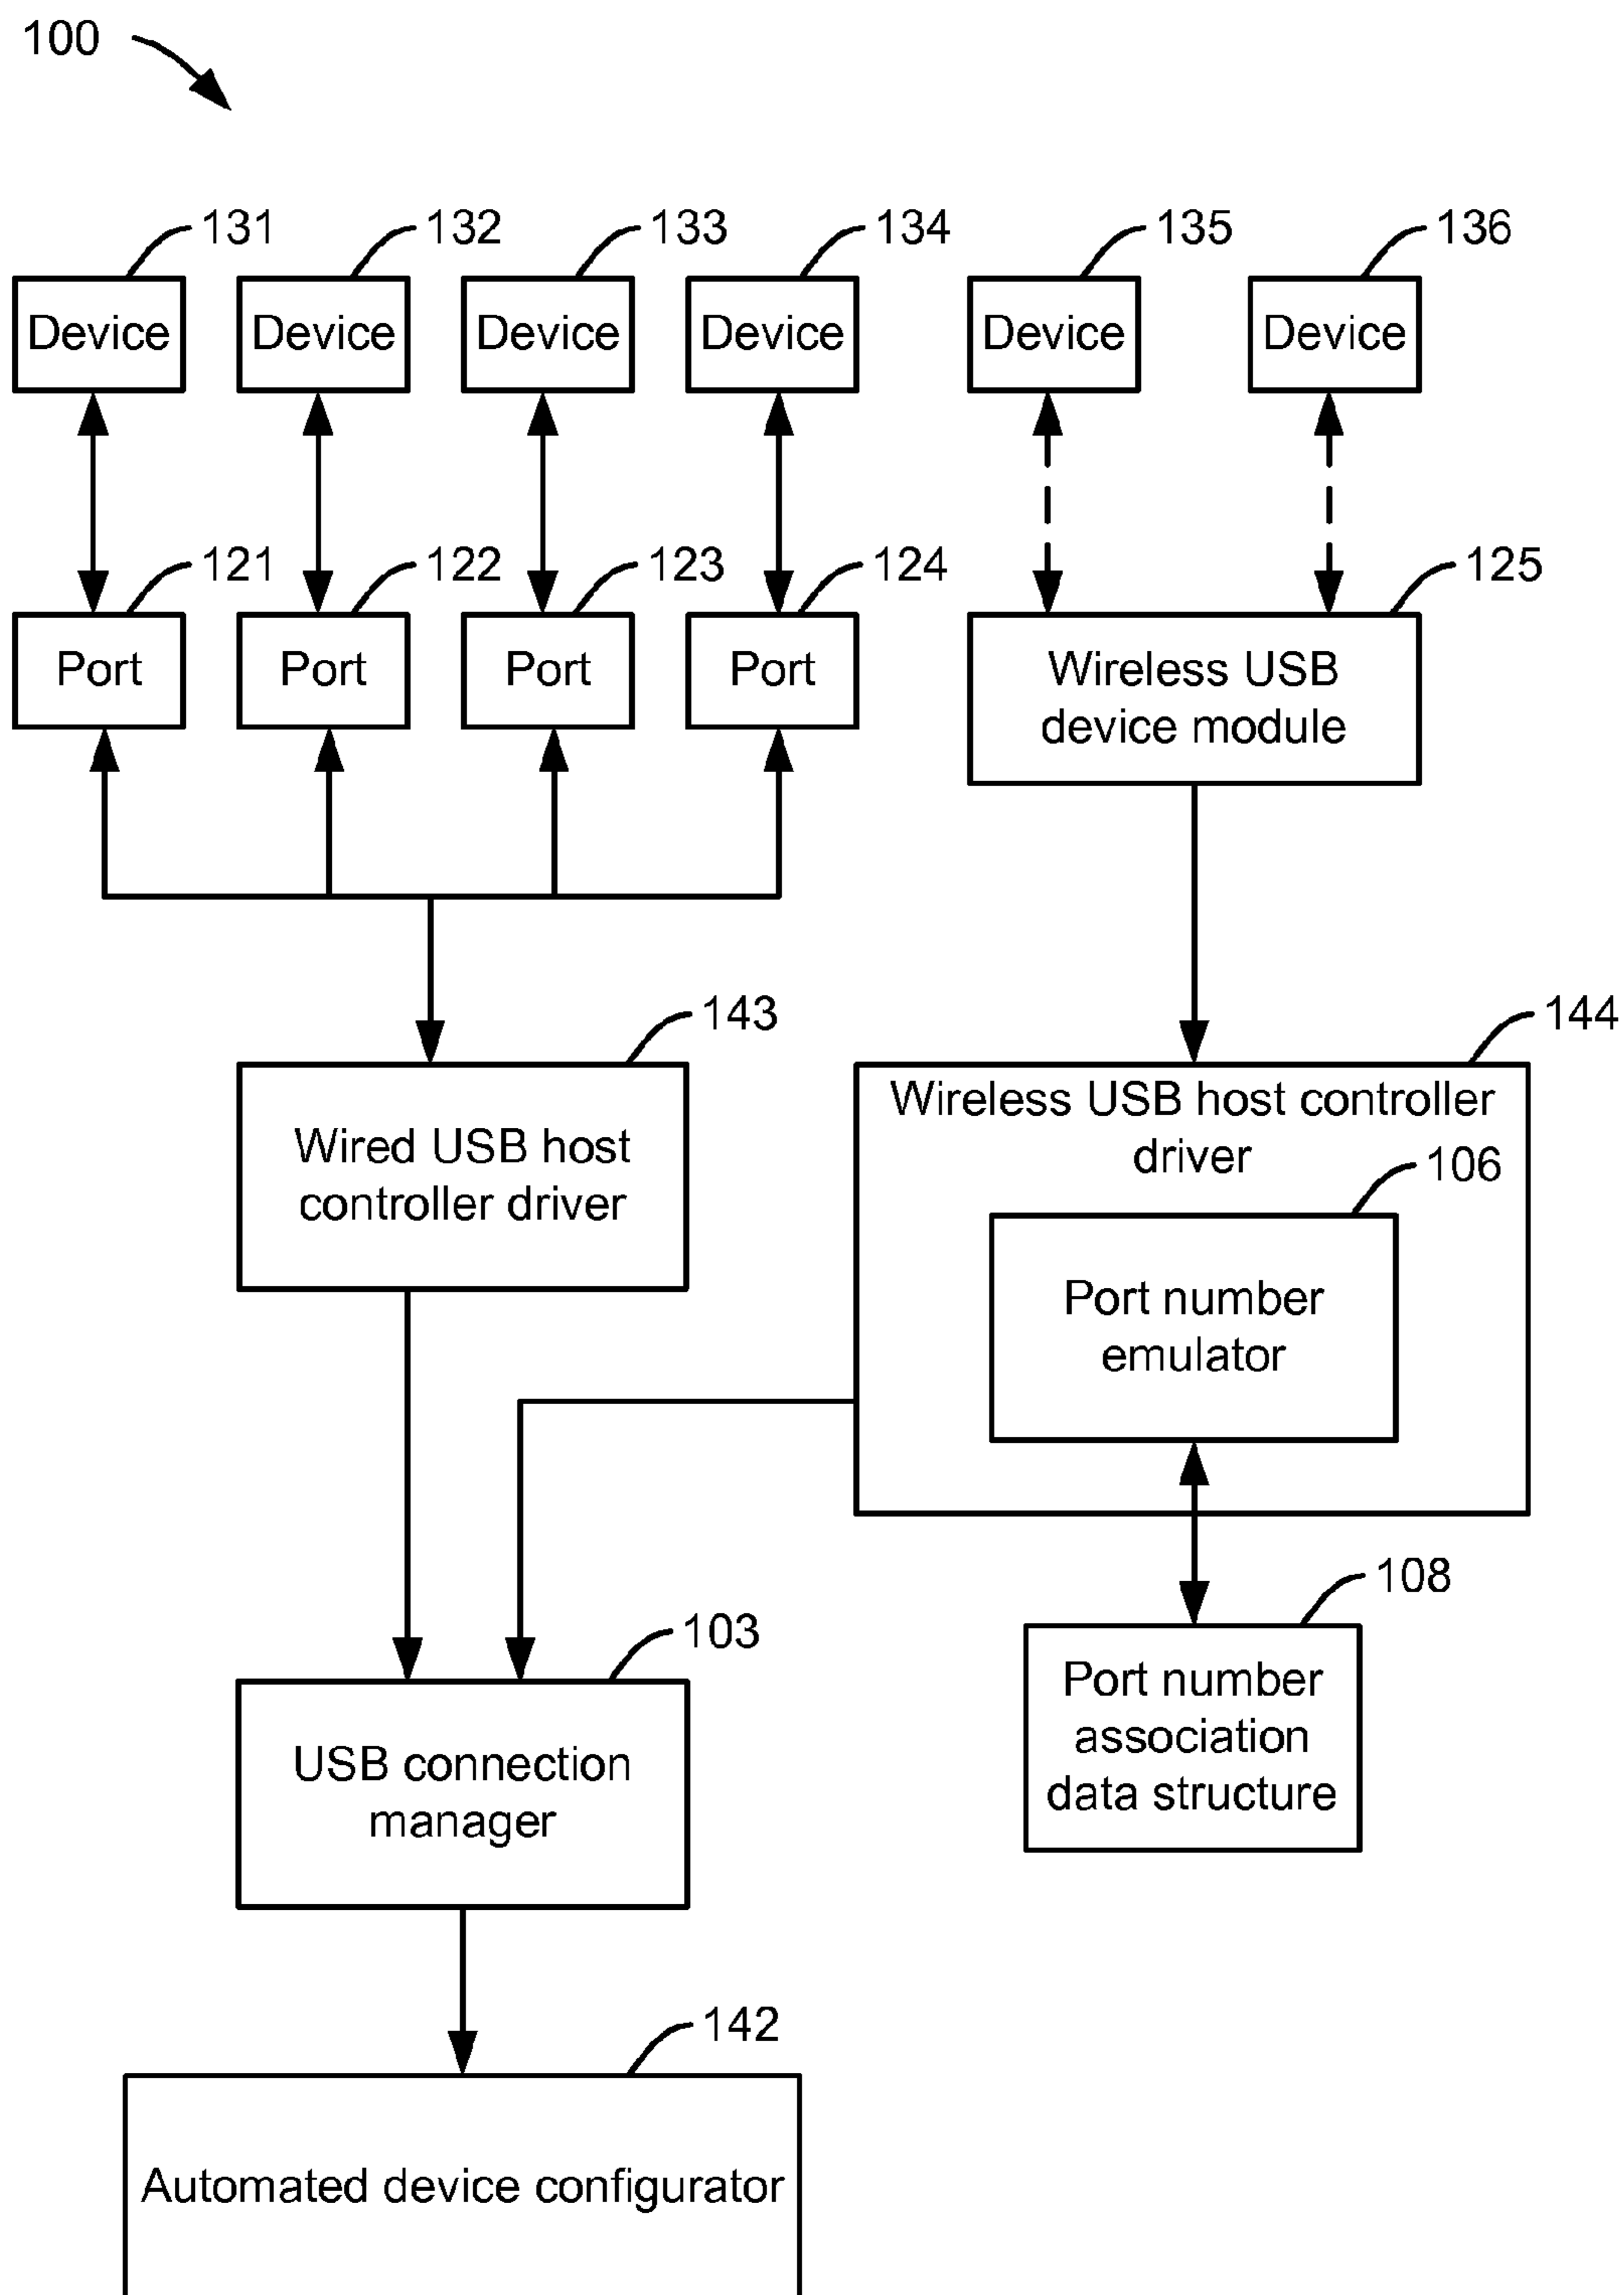 100
131 132 133 134 135 136
Device Device Device Device Device Device
121 122 123 124 125
Port Port Port Port
Wireless USB
device module
143
144
Wired USB host
controller driver
Wireless USB host controller
driver
106
Port number
emulator
108
Port number
association
data structure
103
USB connection
manager
142
Automated device configurator